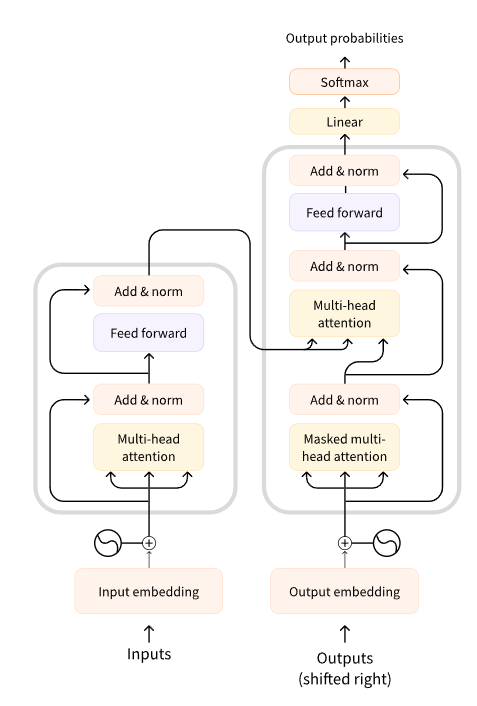 Output probabilities
Softmax
Linear
Add & norm
Feed forward
Add & norm
Multi-head
attention
Add & norm
Masked multi-
head attention
Add & norm
Feed forward
Add & norm
Multi-head
attention
Input embedding
Output embedding
Inputs
Outputs
(shifted right)